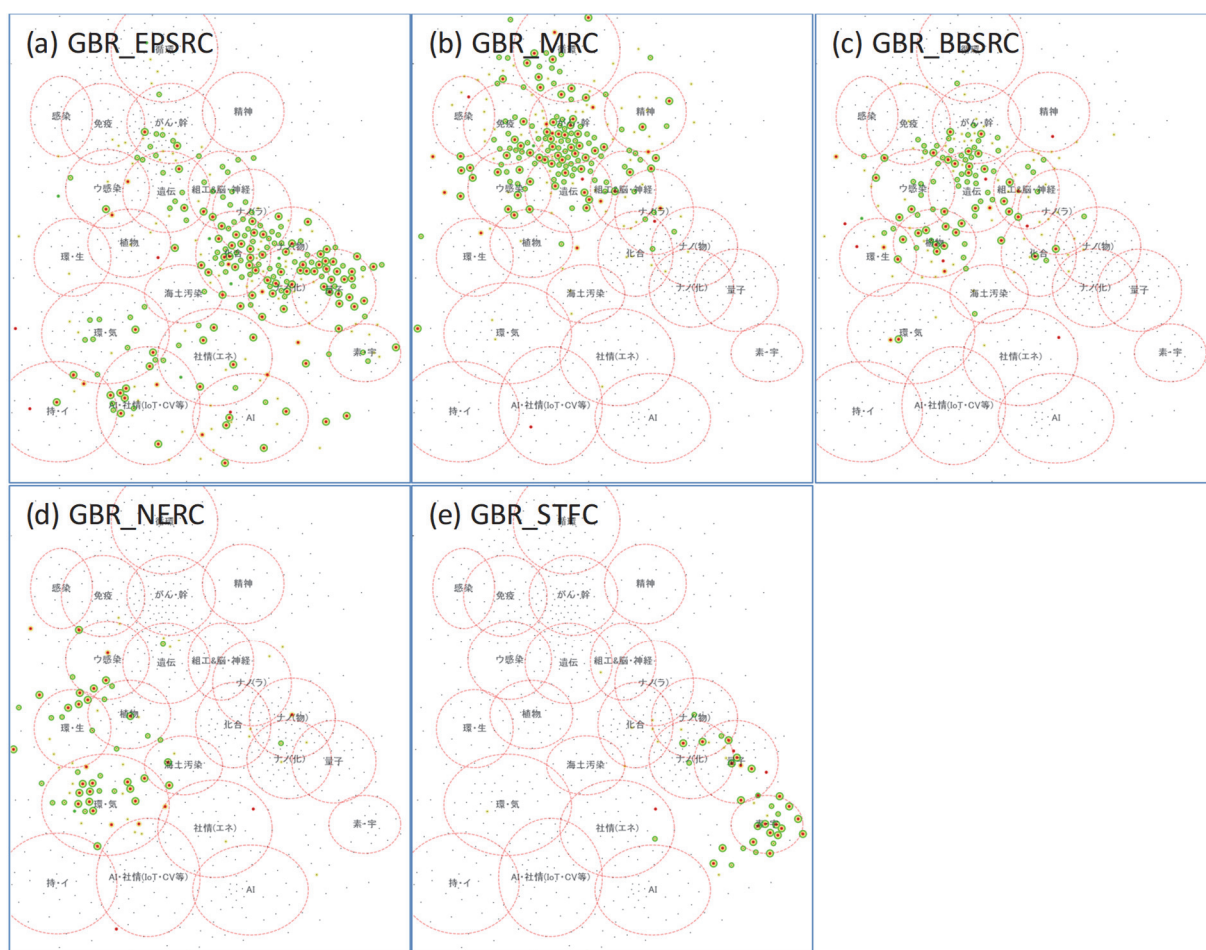 (a) GBR_EPSRC
循環
感染
免疫
がん・幹
精神
ウ感染
遺伝
組工&脳・神経
ナノ(ラ)
植物
環・生
化合
ナノ(物)
海土汚染
ナノ(化)
量子
環・気
社情(エネ)
素・宇
持・イ
AI・社情(IoT・CV等)
AI
(b) GBR_MRC
循環
感染
免疫
がん・幹
精神
ウ感染
遺伝
組工&脳・神経
ナノ(ラ)
植物
環・生
化合
ナノ(物)
海土汚染
ナノ(化)
量子
環・気
社情(エネ)
素・宇
持・イ
AI・社情(IoT・CV等)
AI
(c) GBR_BBSRC
循環
感染
免疫
がん・幹
精神
ウ感染
遺伝
組工&脳・神経
ナノ(ラ)
植物
環・生
化合
ナノ(物)
海土汚染
ナノ(化)
量子
環・気
社情(エネ)
素・宇
持・イ
AI・社情(IoT・CV等)
AI
(d) GBR_NERC
循環
感染
免疫
がん・幹
精神
ウ感染
遺伝
組工&脳・神経
ナノ(ラ)
植物
環・生
化合
ナノ(物)
海土汚染
ナノ(化)
量子
環・気
社情(エネ)
素・宇
持・イ
AI・社情(IoT・CV等)
AI
(e) GBR_STFC
循環
感染
免疫
がん・幹
精神
ウ感染
遺伝
組工&脳・神経
ナノ(ラ)
植物
環・生
化合
ナノ(物)
海土汚染
ナノ(化)
量子
環・気
社情(エネ)
素・宇
持・イ
AI・社情(IoT・CV等)
AI